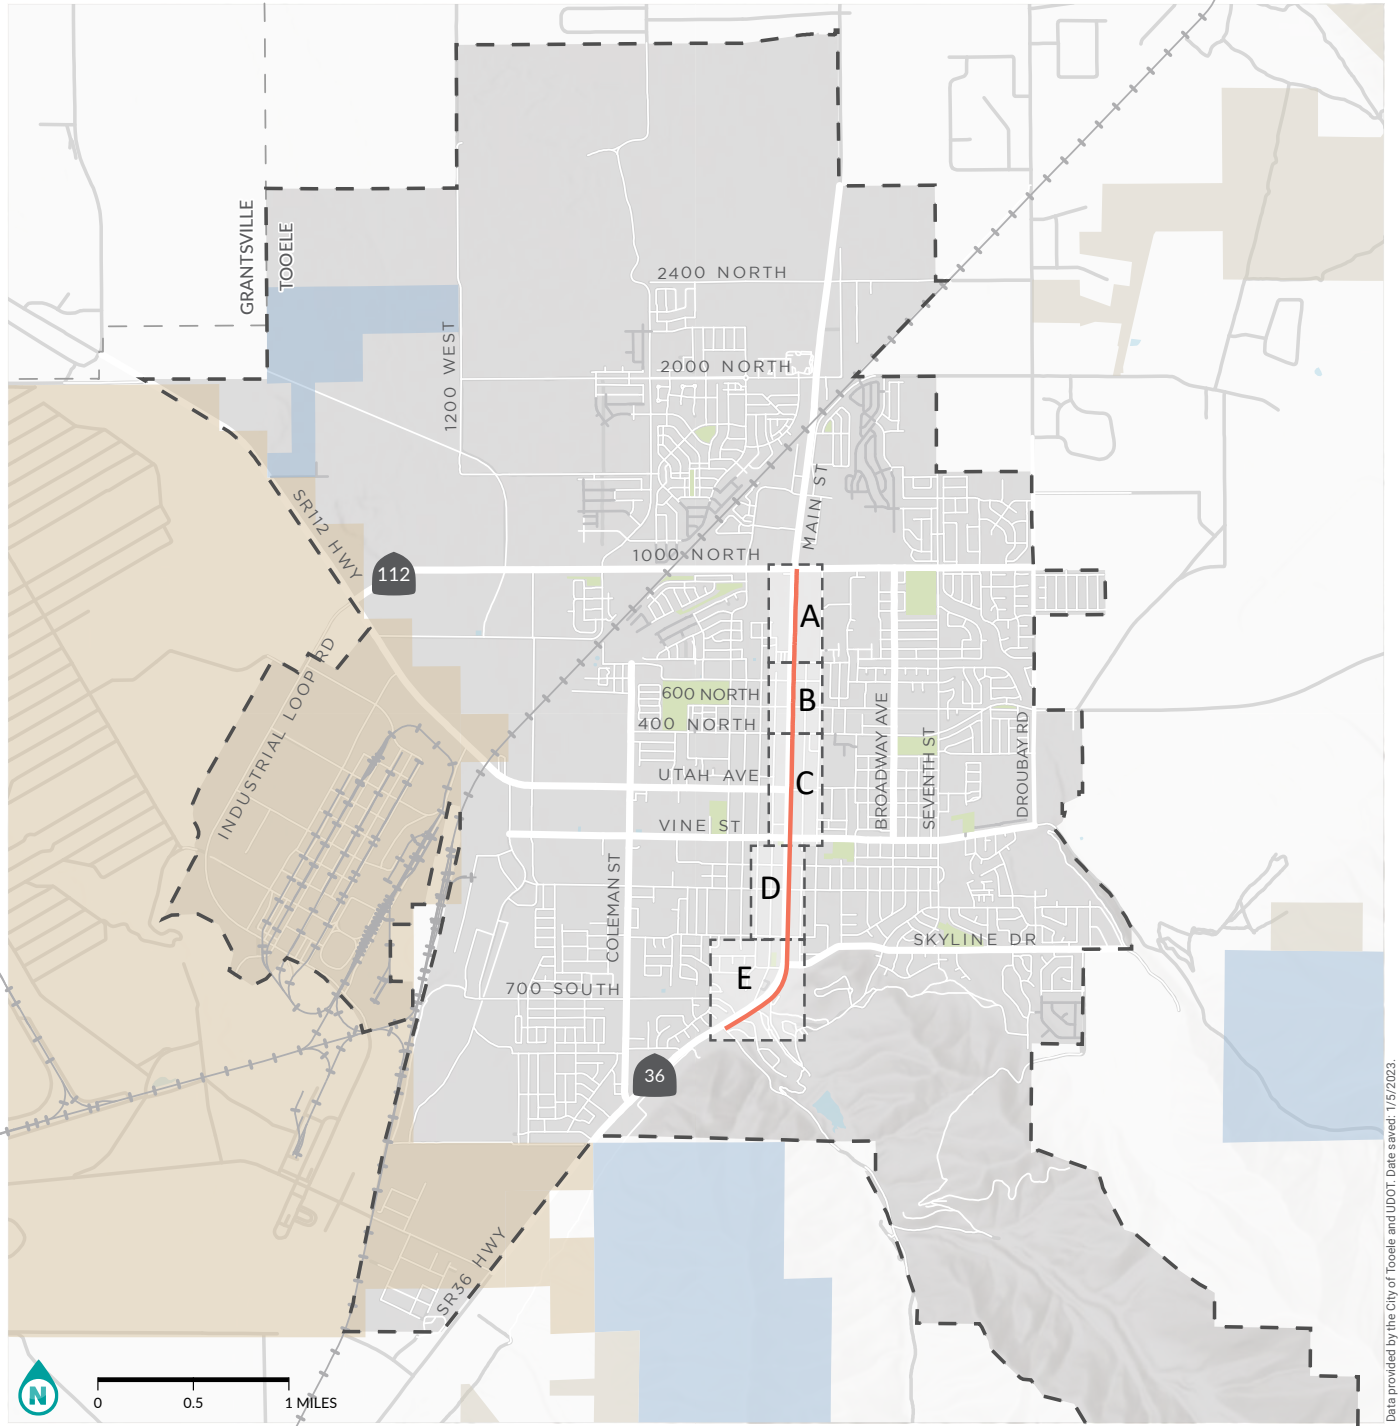 GRANTSVILLE
TOOELE
2400 NORTH
1200 WEST
2000 NORTH
MAIN ST
SR112 HWY
1000 NORTH
112
A
INDUSTRIAL LOOP RD
600 NORTH
B
400 NORTH
BROADWAY AVE
SEVENTH ST
DROUBAY RD
UTAH AVE
C
VINE ST
COLEMAN ST
D
SKYLINE DR
E
700 SOUTH
36
SR36 HWY
N
0 0.5 1 MILES
Data provided by the City of Tooele and UDOT. Date saved: 1/5/2023.